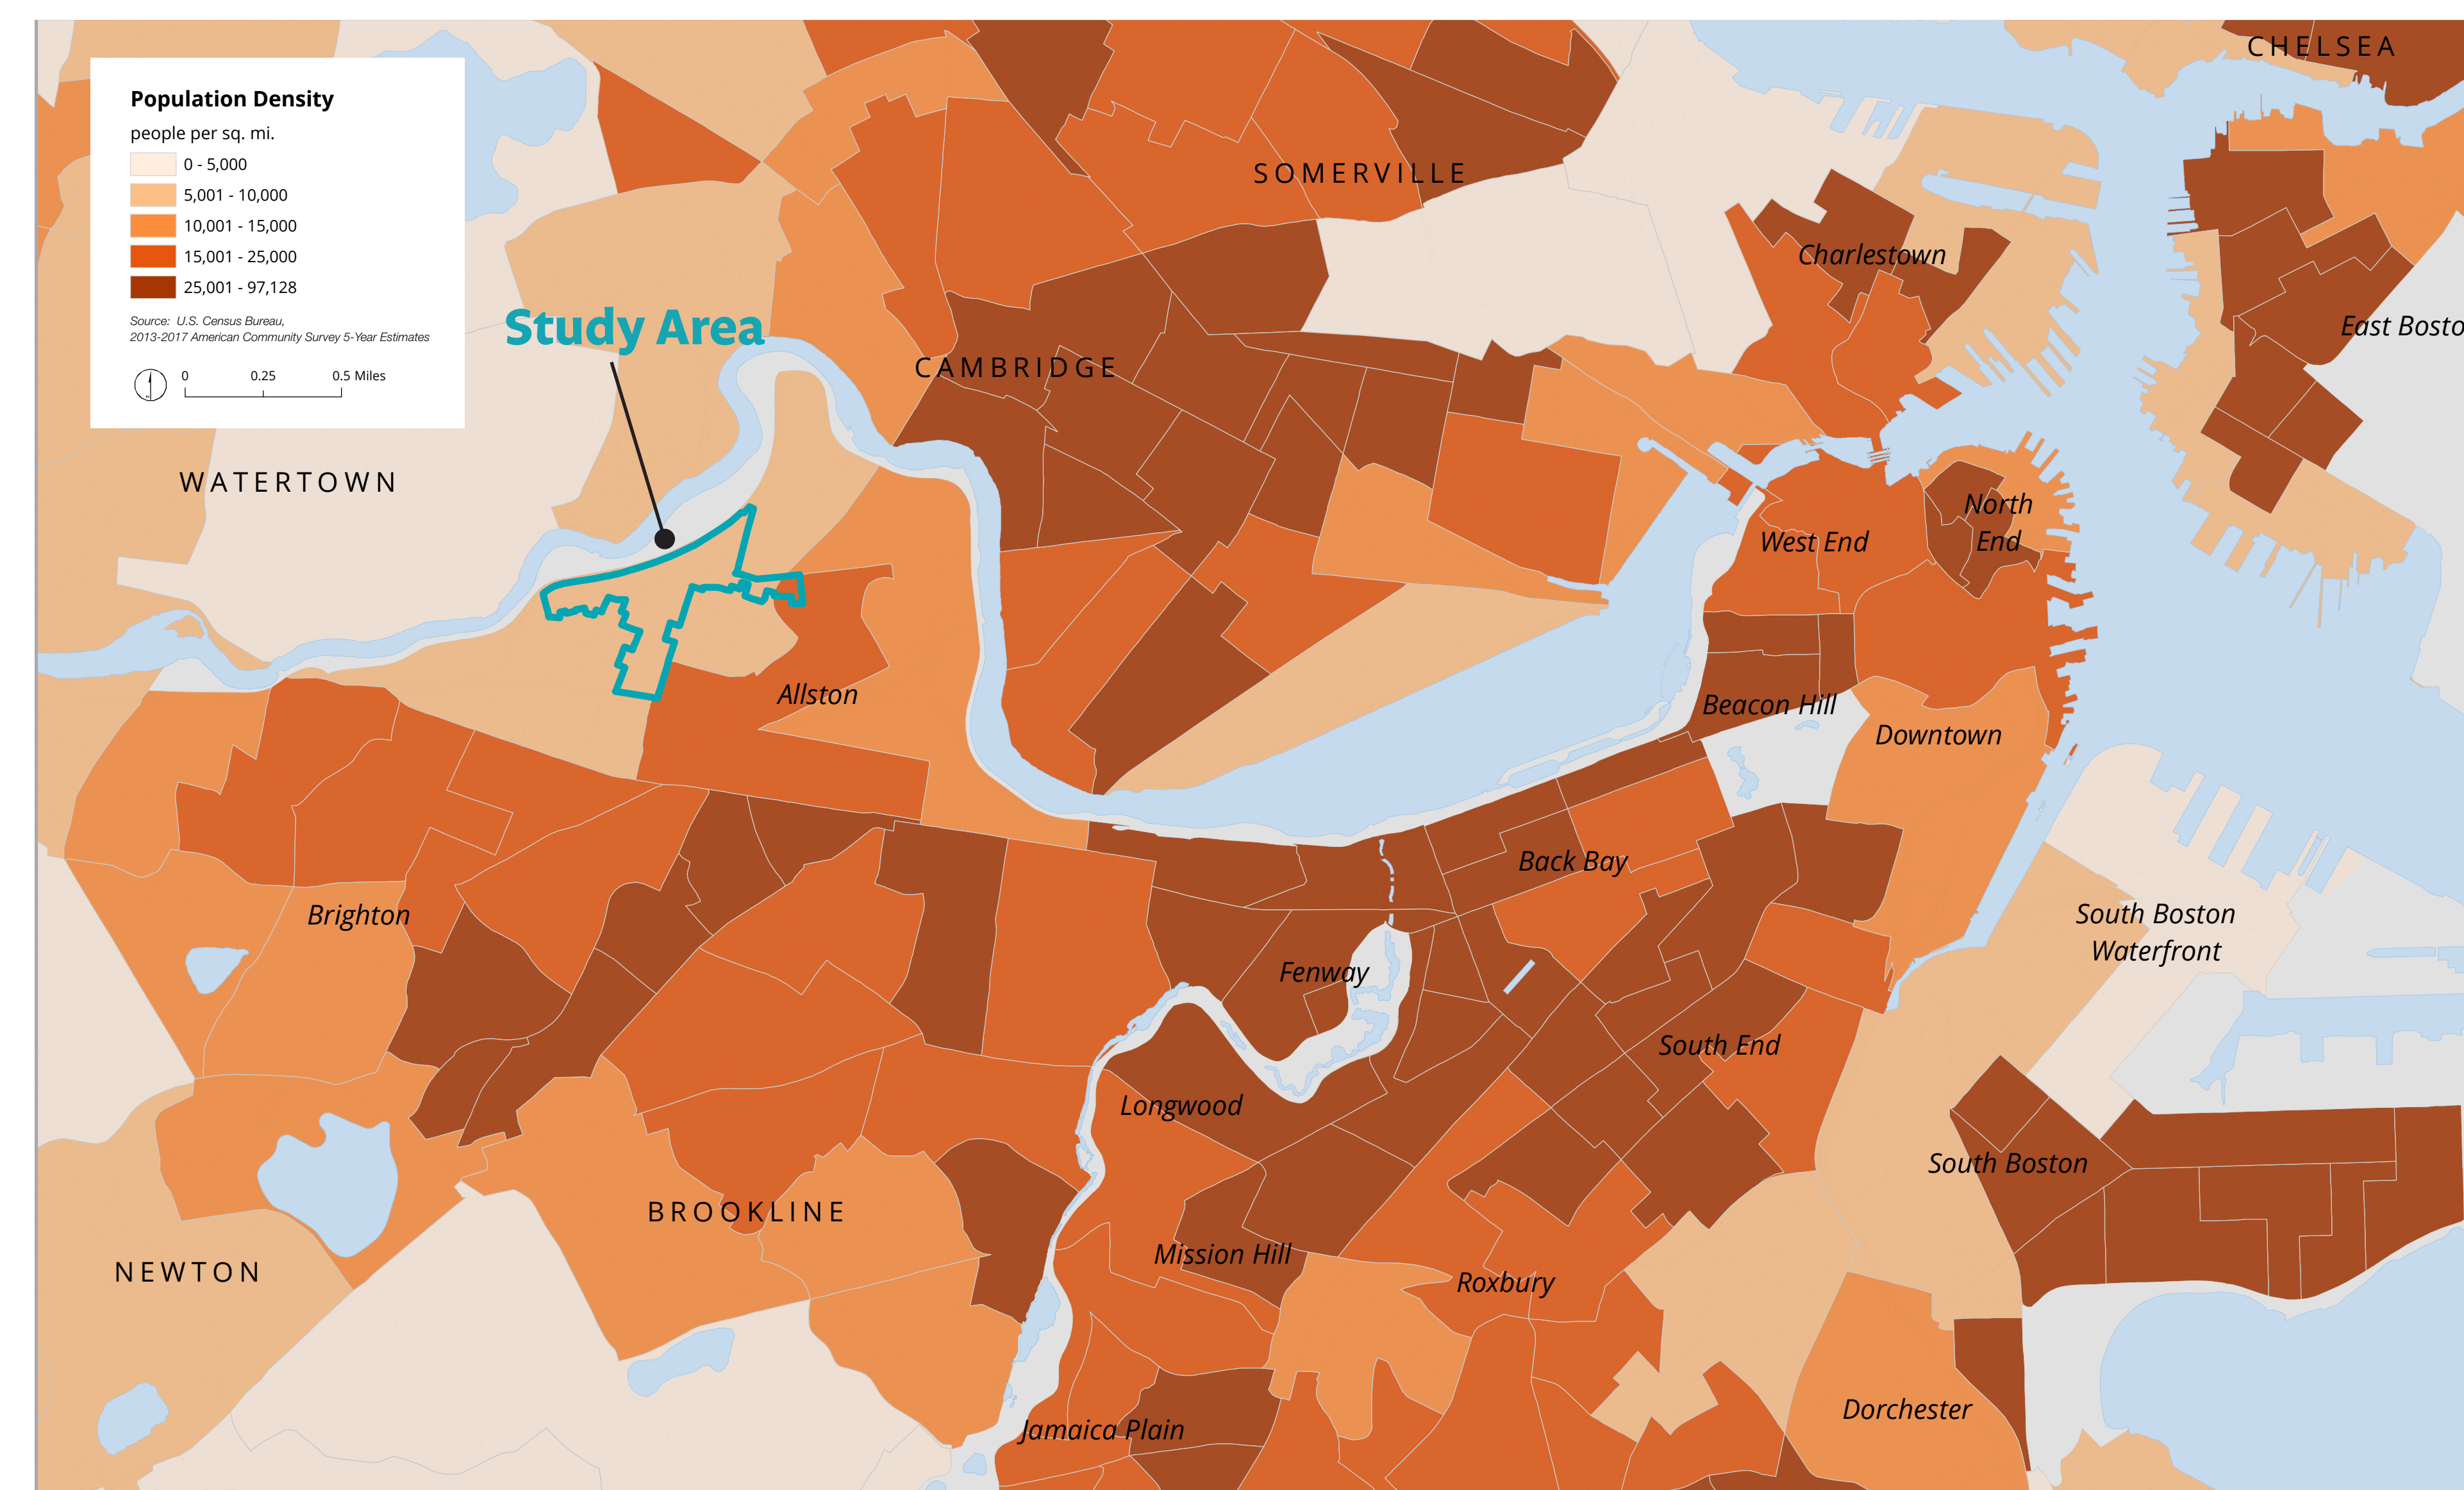 Population Density
people per sq. mi.
0 - 5,000
5,001 - 10,000
10,001 - 15,000
15,001 - 25,000
25,001 - 97,128
Source: U.S. Census Bureau,
2013-2017 American Community Survey 5-Year Estimates
0 0.25 0.5 Miles
CHELSEA
SOMERVILLE
Charlestown
Study Area
East Bosto
CAMBRIDGE
WATERTOWN
North
End
West End
Allston
Beacon Hill
Downtown
Back Bay
Brighton
South Boston
Waterfront
Fenway
South End
Longwood
South Boston
BROOKLINE
Mission Hill
NEWTON
Roxbury
Dorchester
Jamaica Plain